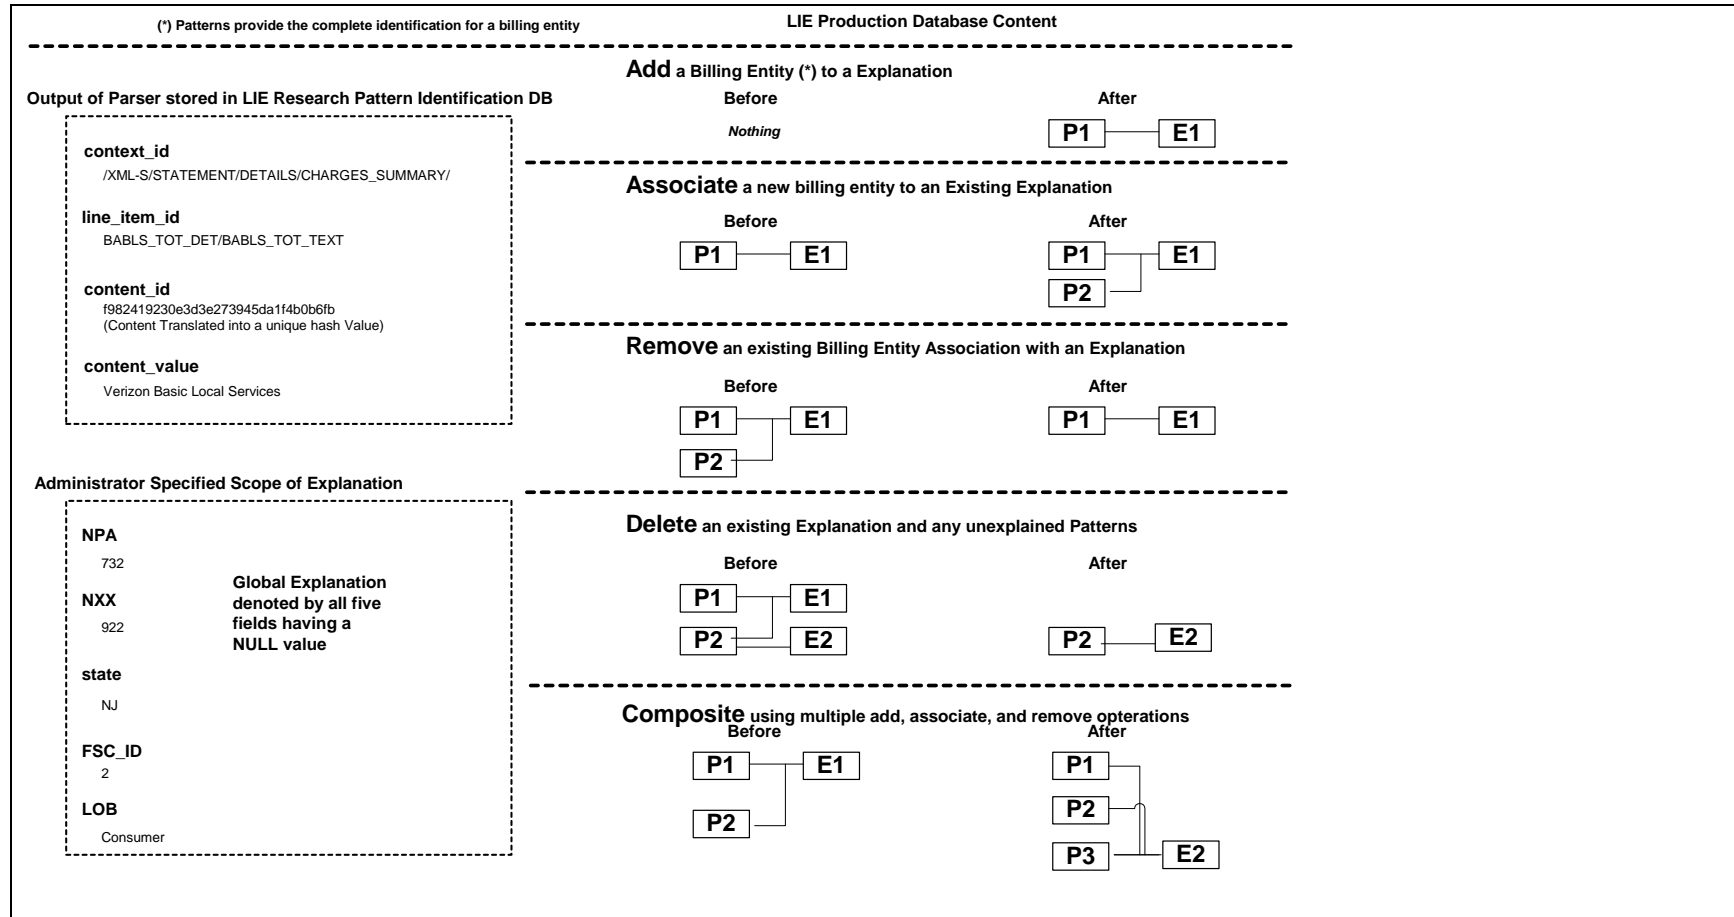 (*) Patterns provide the complete identification for a billing entity
LIE Production Database Content
Output of Parser stored in LIE Research Pattern Identification DB
context_id
/XML-S/STATEMENT/DETAILS/CHARGES_SUMMARY/
line_item_id
BABLS_TOT_DET/BABLS_TOT_TEXT
content_id
f982419230e3d3e273945da1f4b0b6fb
(Content Translated into a unique hash Value)
content_value
Verizon Basic Local Services
Administrator Specified Scope of Explanation
NPA
732
NXX
922
state
NJ
FSC_ID
2
LOB
Consumer
Global Explanation
denoted by all five
fields having a
NULL value
Add a Billing Entity (*) to a Explanation
Before
After
Nothing
P1
E1
Associate a new billing entity to an Existing Explanation
Before
After
P1
E1
P1
E1
P2
Remove an existing Billing Entity Association with an Explanation
Before
After
P1
E1
P1
E1
P2
Delete an existing Explanation and any unexplained Patterns
Before
After
P1
E1
P2
E2
P2
E2
Composite using multiple add, associate, and remove opterations
Before
After
P1
E1
P1
P2
P2
P3
E2